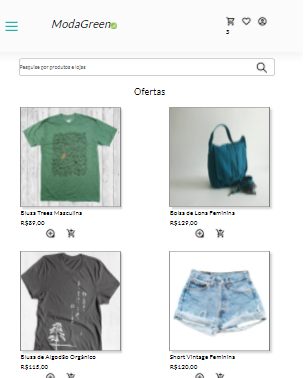 ModaGreen
3
Pesquise por produtos e lojas
Ofertas
Blusa Trees Masculina
R$89,00
Bolsa de Lona Feminina
R$129,00
Blusa de Algodão Orgânico
R$115,00
Short Vintage Feminina
R$120,00